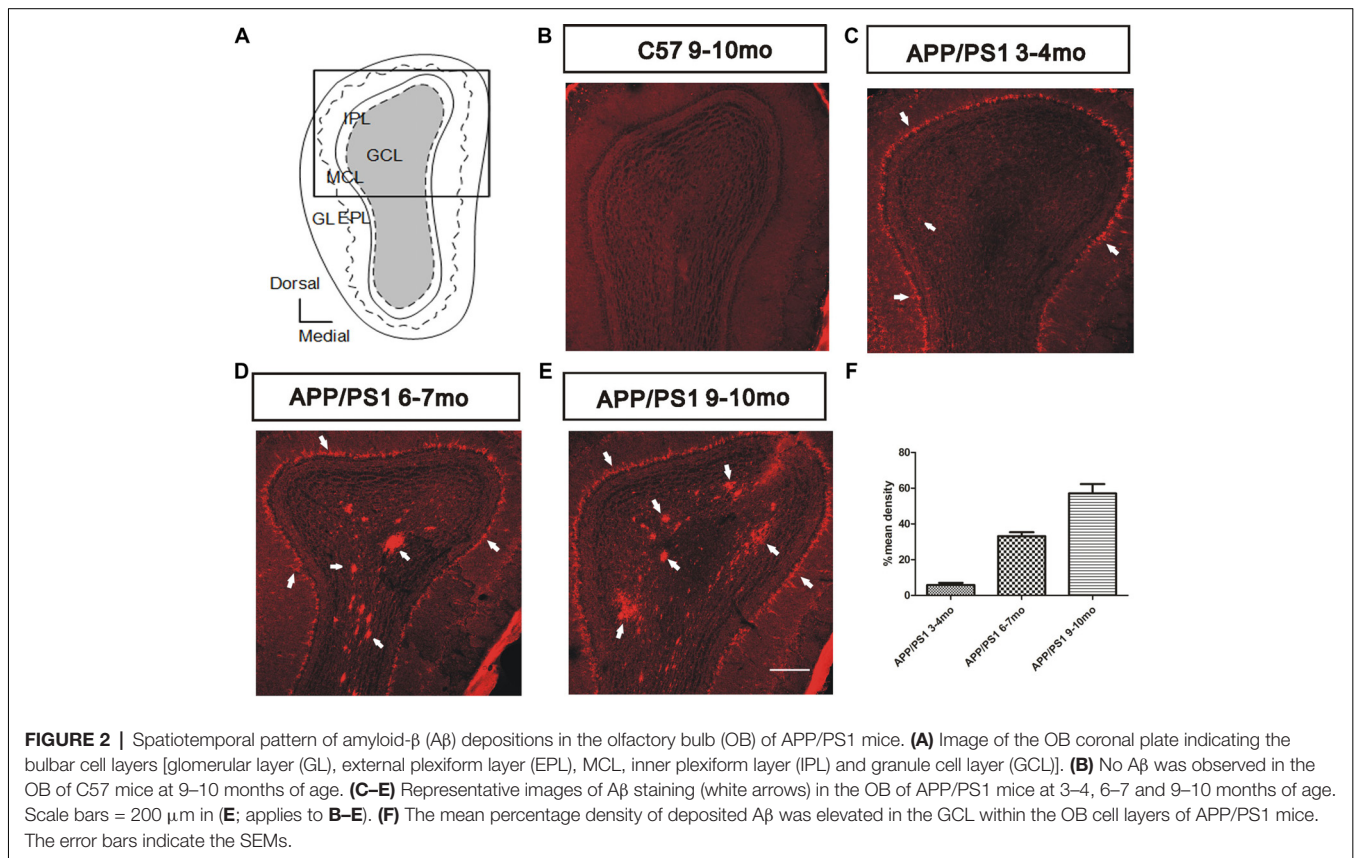 A
IPL
GCL
MCL
GL EPL
Dorsal
Medial
B
C57 9-10mo
C
APP/PS1 3-4mo
D
APP/PS1 6-7mo
E
APP/PS1 9-10mo
F
% mean density
80
60
40
20
0
APP/PS1 3-4mo
APP/PS1 6-7mo
APP/PS1 9-10mo
FIGURE 2 | Spatiotemporal pattern of amyloid-β (Aβ) depositions in the olfactory bulb (OB) of APP/PS1 mice. (A) Image of the OB coronal plate indicating the
bulbar cell layers [glomerular layer (GL), external plexiform layer (EPL), MCL, inner plexiform layer (IPL) and granule cell layer (GCL)]. (B) No Aβ was observed in the
OB of C57 mice at 9–10 months of age. (C–E) Representative images of Aβ staining (white arrows) in the OB of APP/PS1 mice at 3–4, 6–7 and 9–10 months of age.
Scale bars = 200 μm in (E; applies to B–E). (F) The mean percentage density of deposited Aβ was elevated in the GCL within the OB cell layers of APP/PS1 mice.
The error bars indicate the SEMs.